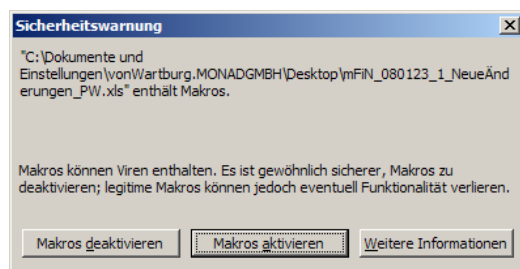 Sicherheitswarnung
"C:\Dokumente und
Einstellungen\vonWartburg.MONADGMBH\Desktop\mFiN_080123_1_NeueÄnd
erungen_PW.xls" enthält Makros.
Makros können Viren enthalten. Es ist gewöhnlich sicherer, Makros zu
deaktivieren; legitime Makros können jedoch eventuell Funktionalität verlieren.
Makros deaktivieren Makros aktivieren Weitere Informationen